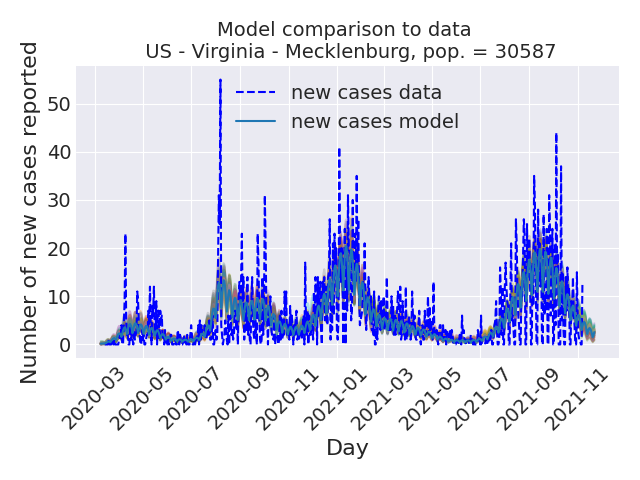 Model comparison to data
US - Virginia - Mecklenburg, pop. = 30587
Number of new cases reported
50
40
30
20
10
0
new cases data
new cases model
2020-03
2020-05
2020-07
2020-09
2020-11
2021-01
2021-03
2021-05
2021-07
2021-09
2021-11
Day